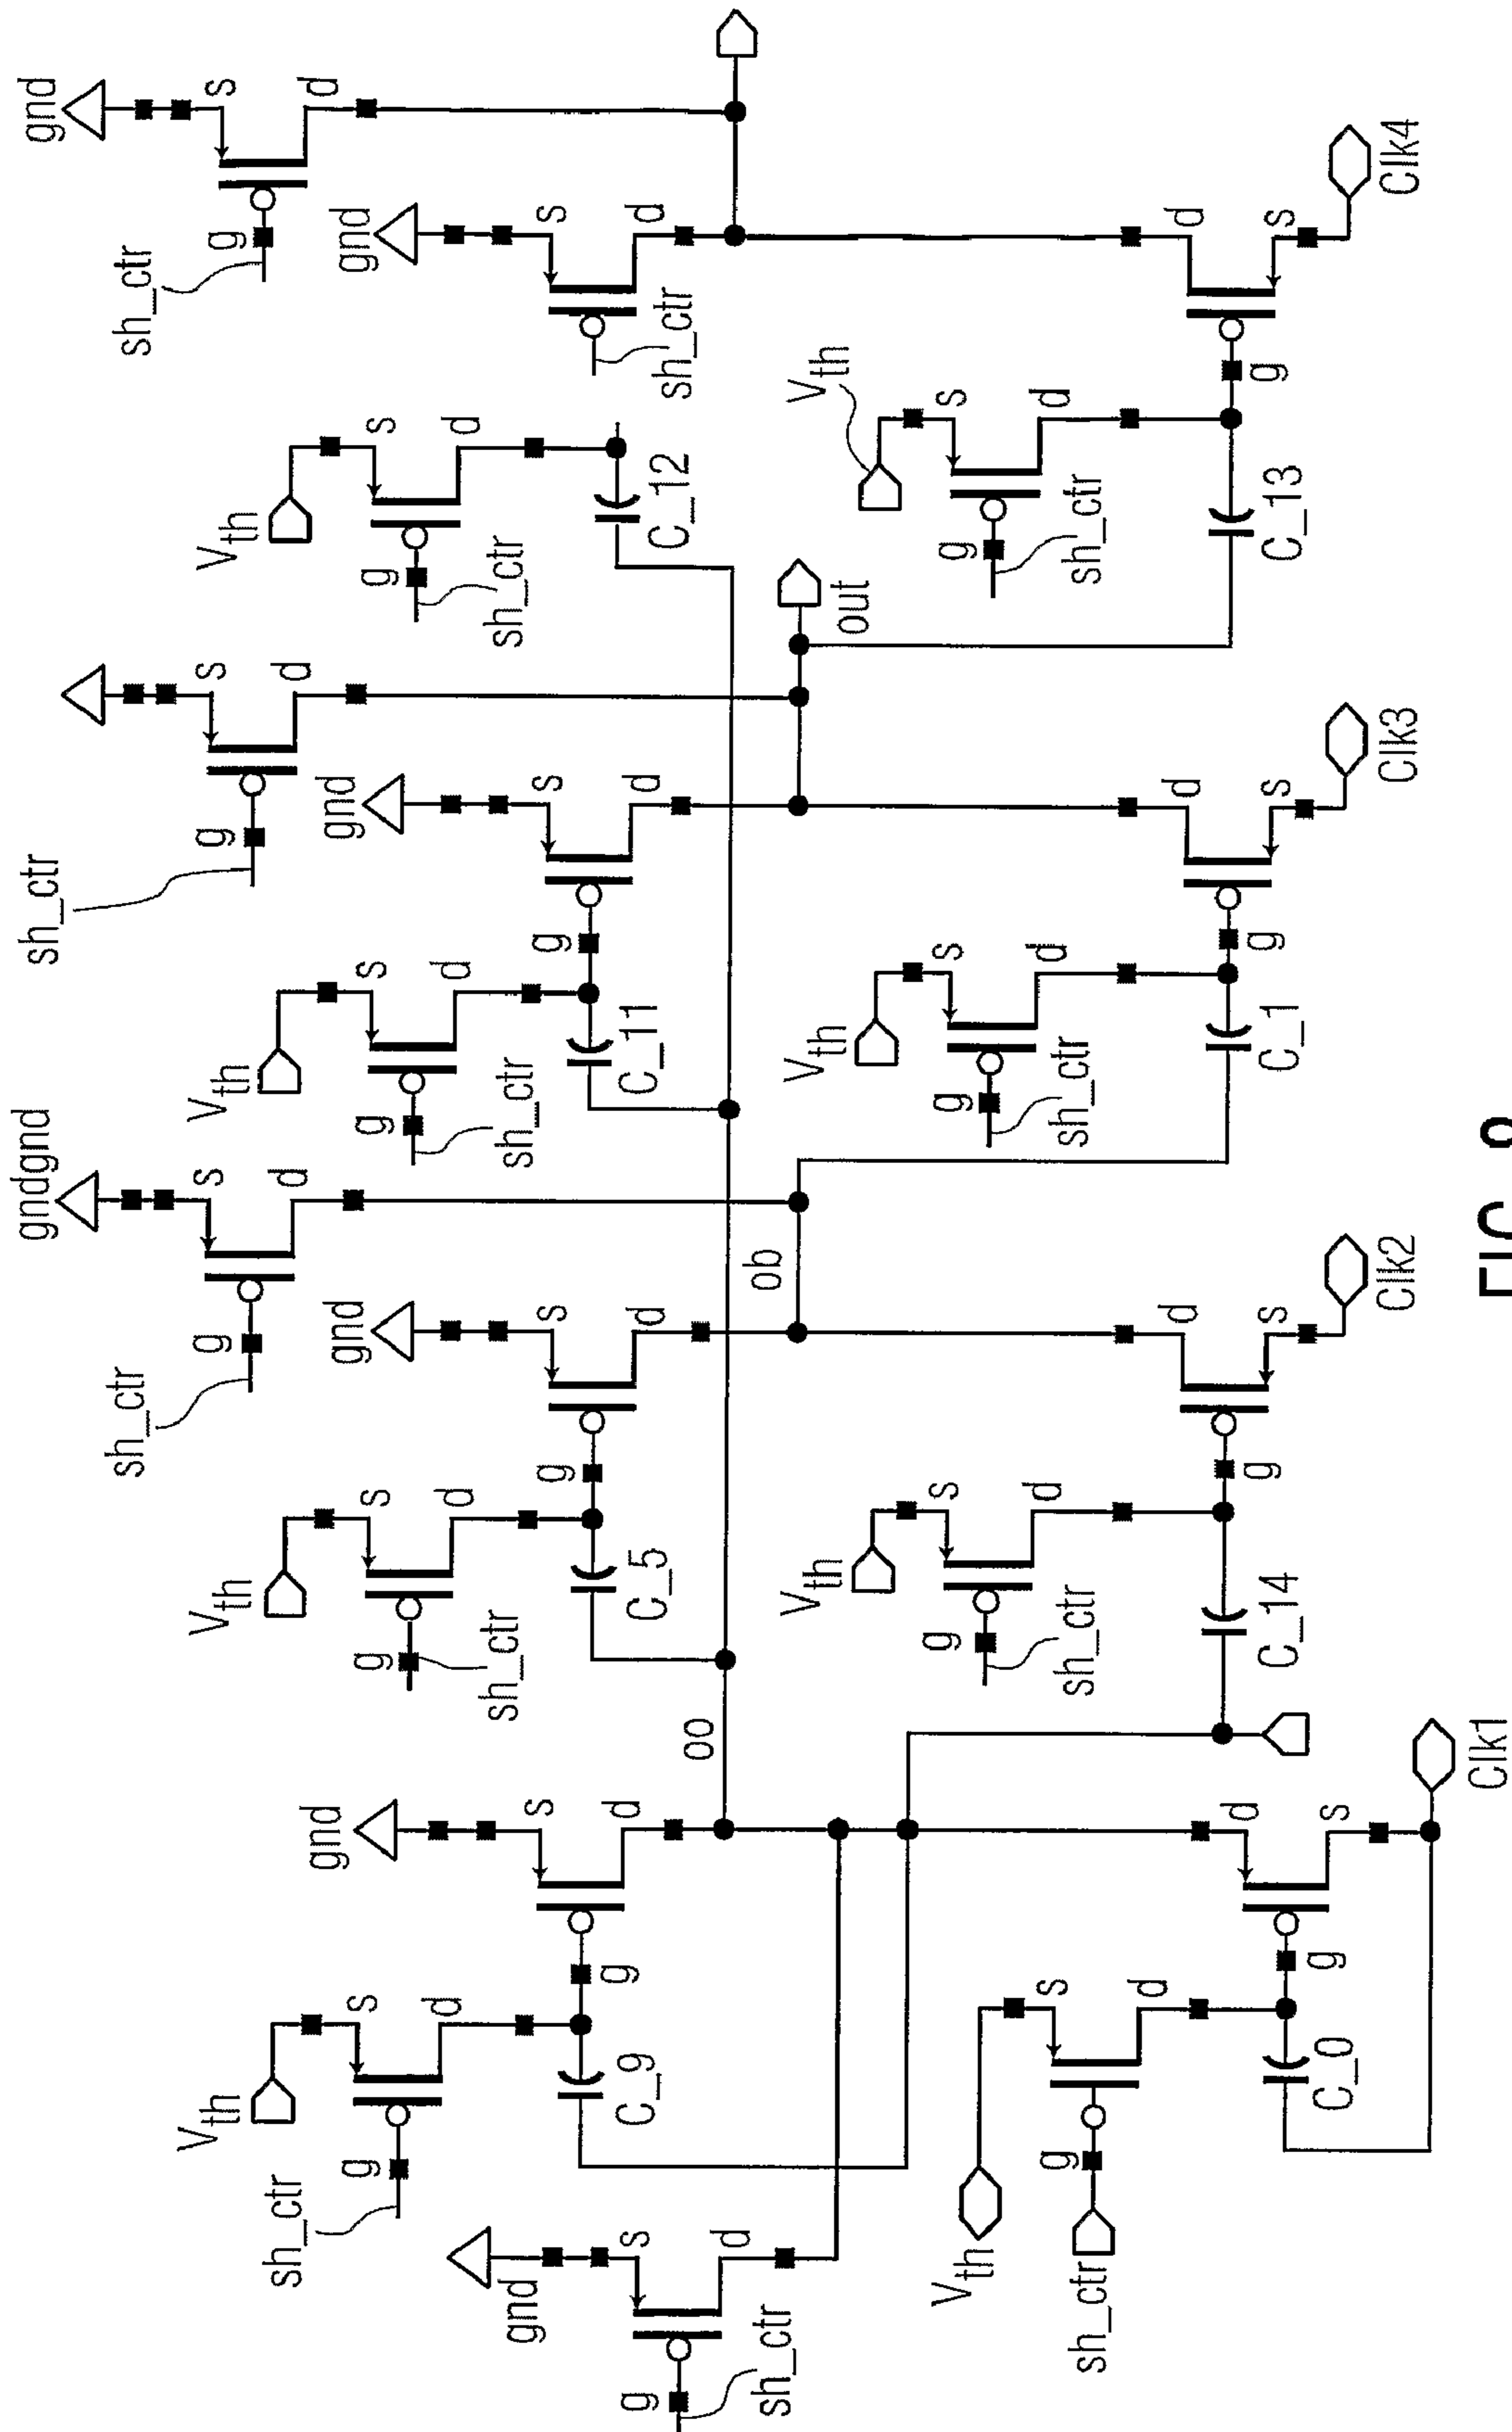 gndgnd
sh_ctr
gnd
sh_ctr
sh_ctr
Vth
Vth
g
s
Vth
g
s
Vth
g
s
sh_ctr
d
d
d
g
s
gnd
g
s
gnd
g
s
gnd
g
s
gnd
d
d
d
d
gnd
sh_ctr
sh_ctr
sh_ctr
s
g
s
g
s
s
g
s
C_9
g
d
C_5
d
C_11
d
C_12
sh_ctr
d
sh_ctr
d
oo
ob
out
Vth
Vth
Vth
Vth
g
s
g
s
g
s
sh_ctr
g
s
sh_ctr
d
sh_ctr
d
sh_ctr
d
d
d
d
d
d
C_0
g
s
C_14
g
s
C_1
g
s
C_13
g
s
Clk1
Clk2
Clk3
Clk4